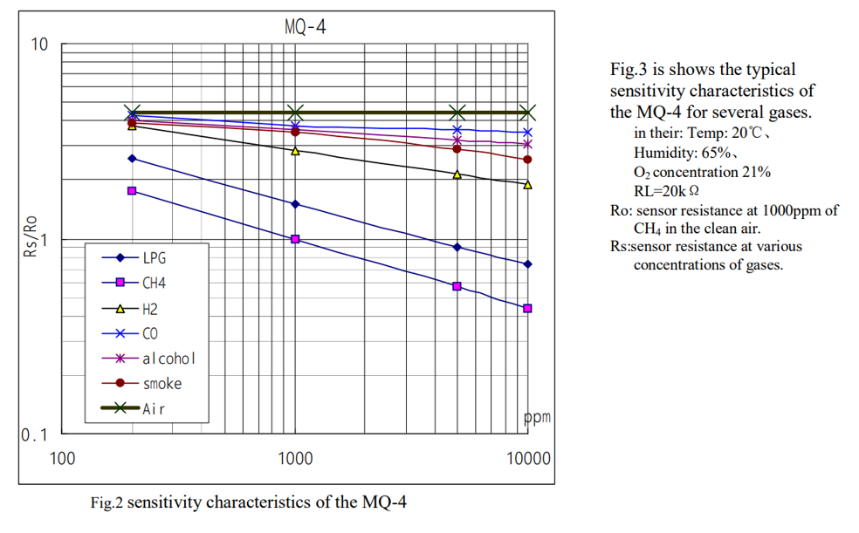 MQ-4
10
1
0.1
Rs/Ro
LPG
CH4
H2
CO
alcohol
smoke
Air
ppm
100
1000
10000
Fig.2 sensitivity characteristics of the MQ-4
Fig.3 is shows the typical
sensitivity characteristics of
the MQ-4 for several gases.
in their: Temp: 20℃、
Humidity: 65%、
O₂ concentration 21%
RL=20kΩ
Ro: sensor resistance at 1000ppm of
CH₄ in the clean air.
Rs:sensor resistance at various
concentrations of gases.